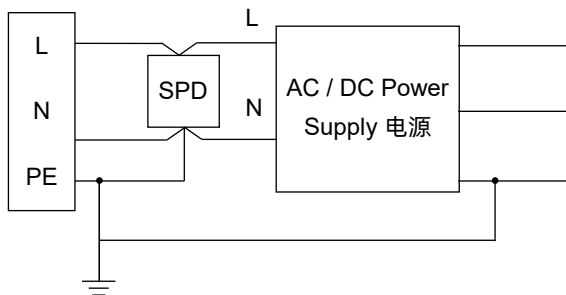 L
N
PE
SPD
L
N
AC / DC Power
Supply 电源